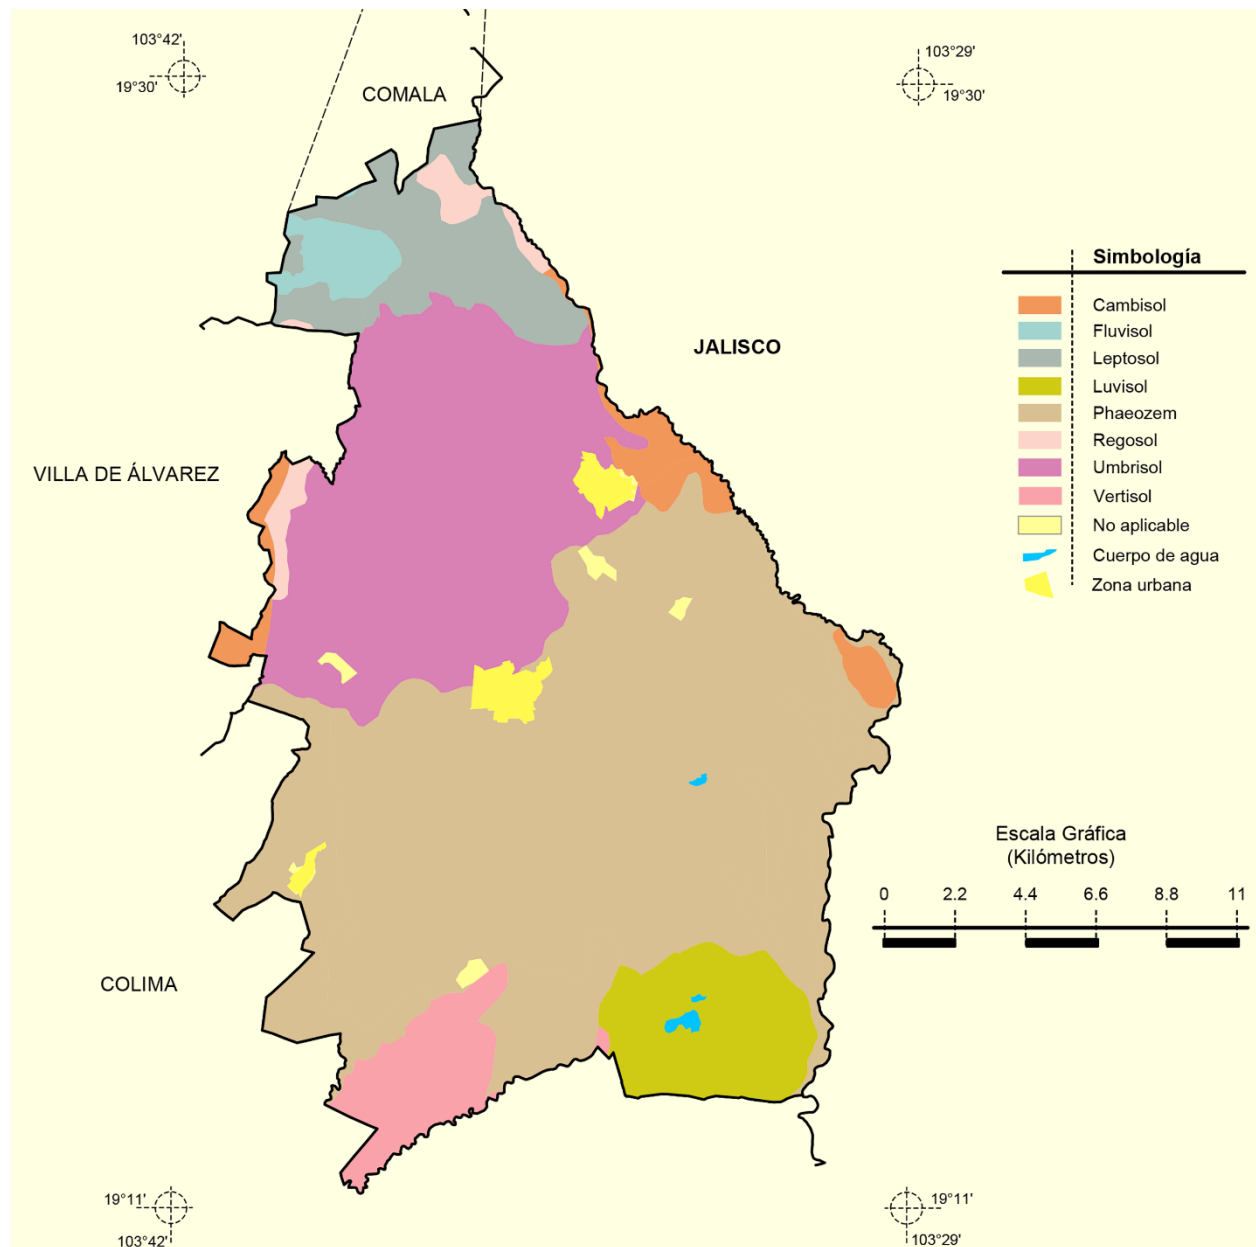 103°42'
19°30'
COMALA
103°29'
19°30'
Simbología
Cambisol
Fluvisol
Leptosol
Luvisol
Phaeozem
Regosol
Umbrisol
Vertisol
No aplicable
Cuerpo de agua
Zona urbana
JALISCO
VILLA DE ÁLVAREZ
Escala Gráfica
(Kilómetros)
0 2.2 4.4 6.6 8.8 11
COLIMA
19°11'
103°42'
19°11'
103°29'